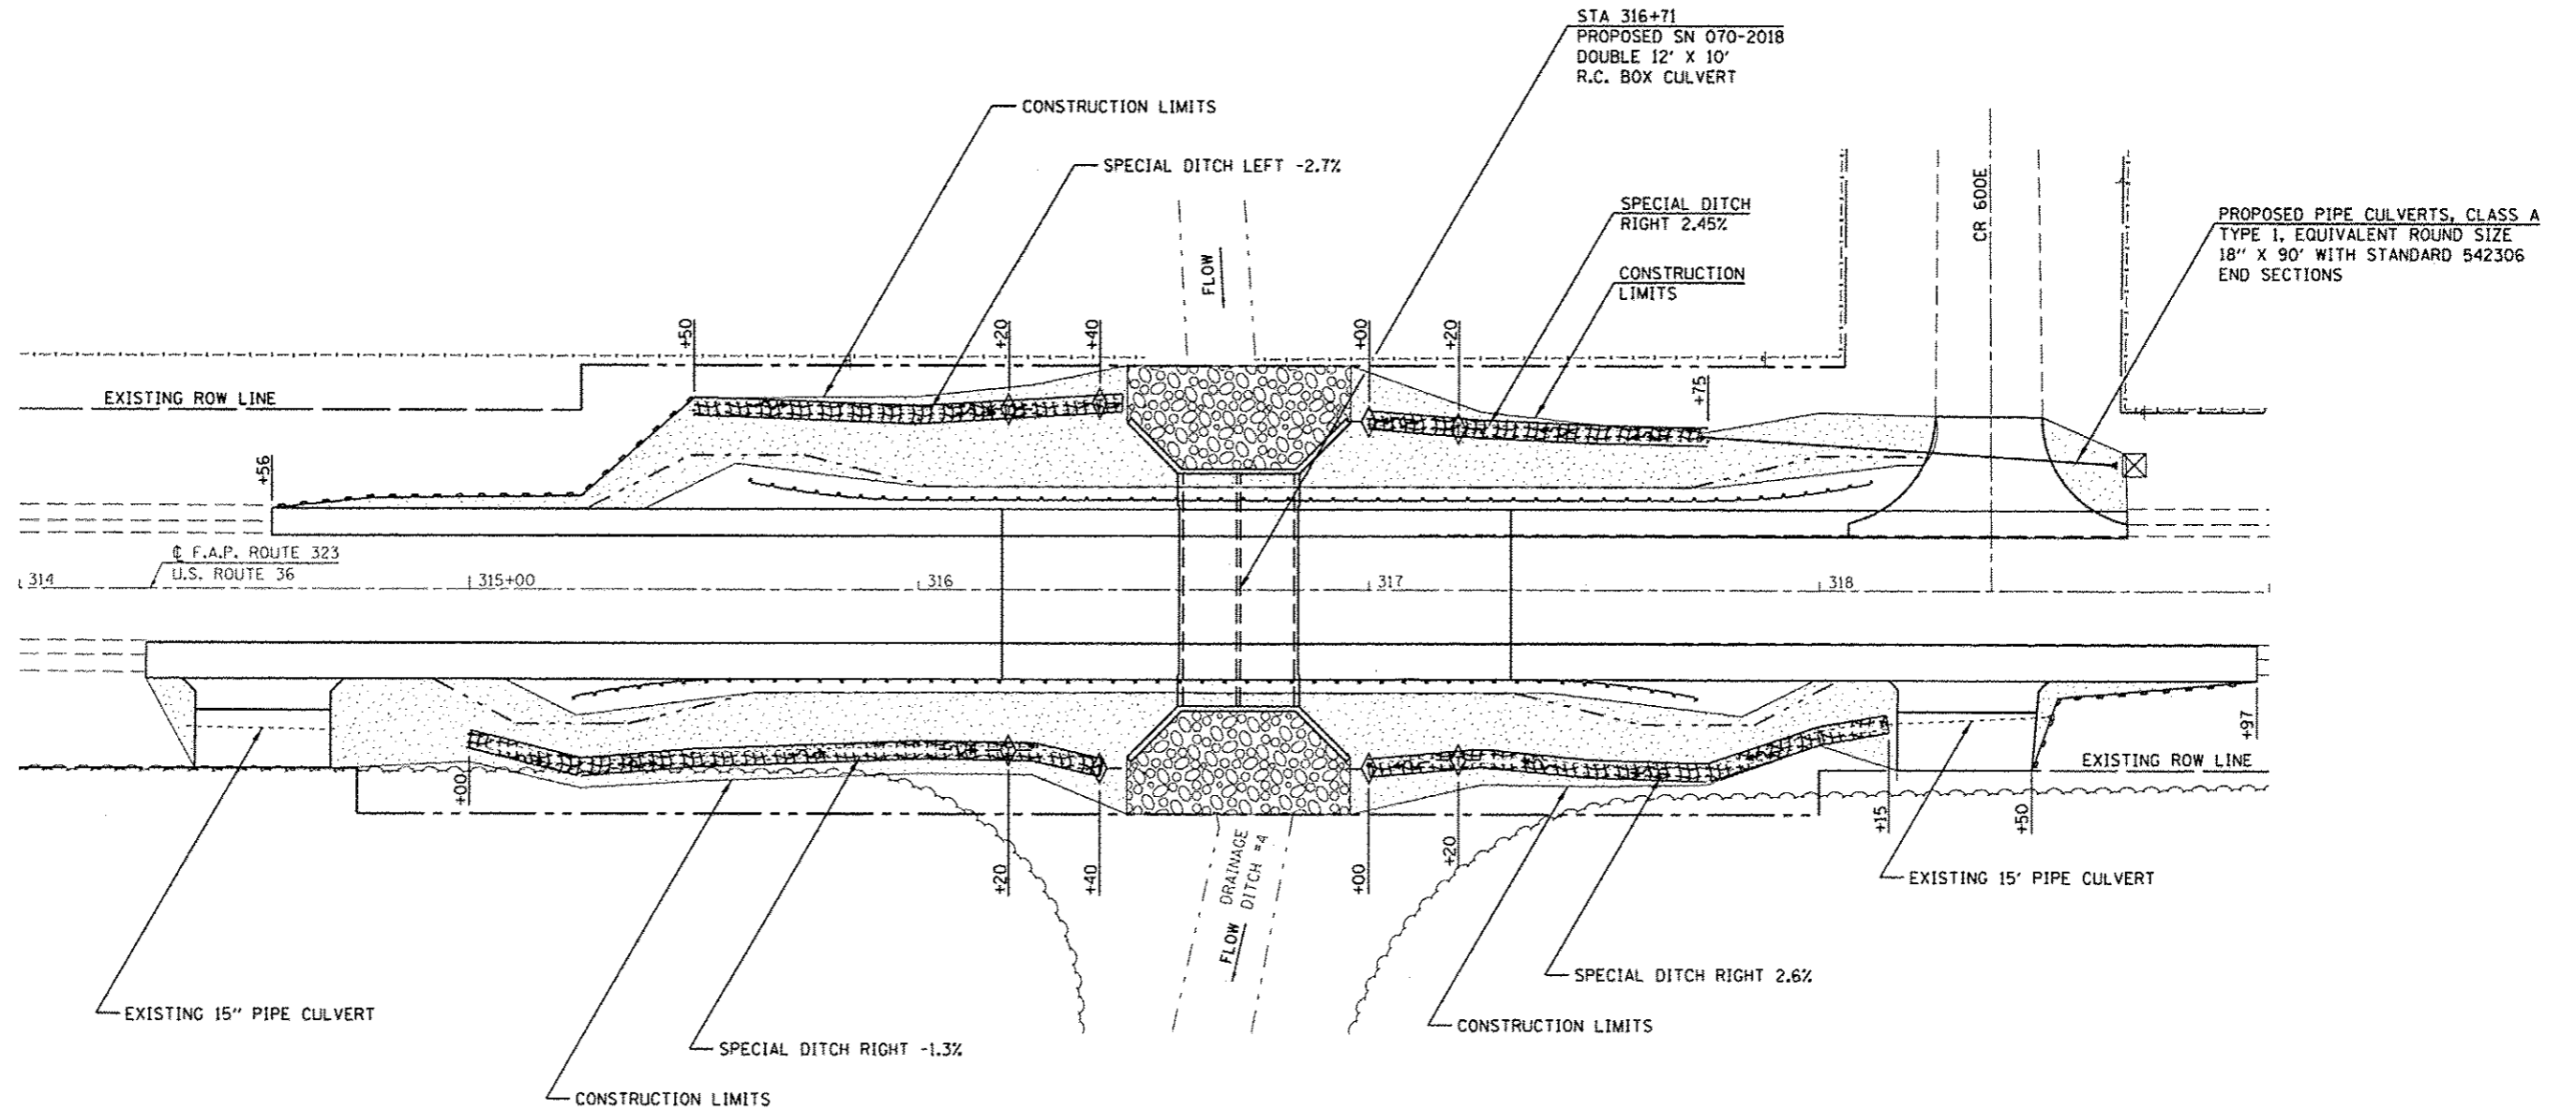 STA 316+71
PROPOSED SN 070-2018
DOUBLE 12' X 10'
R.C. BOX CULVERT
CONSTRUCTION LIMITS
SPECIAL DITCH LEFT -2.7%
SPECIAL DITCH
RIGHT 2.45%
CONSTRUCTION
LIMITS
CR 600E
PROPOSED PIPE CULVERTS, CLASS A
TYPE 1, EQUIVALENT ROUND SIZE
18" X 90' WITH STANDARD 542306
END SECTIONS
FLOW
+50
+20
+40
+00
+20
+75
EXISTING ROW LINE
+56
℄ F.A.P. ROUTE 323
U.S. ROUTE 36
314
315+00
316
317
318
+97
EXISTING ROW LINE
+00
+20
+40
+00
+20
+15
+50
FLOW
DRAINAGE
DITCH #4
EXISTING 15' PIPE CULVERT
SPECIAL DITCH RIGHT 2.6%
EXISTING 15" PIPE CULVERT
CONSTRUCTION LIMITS
SPECIAL DITCH RIGHT -1.3%
CONSTRUCTION LIMITS